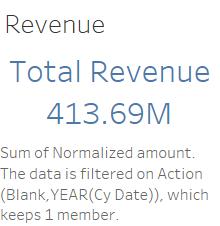 Revenue
Total Revenue
413.69M
Sum of Normalized amount.
The data is filtered on Action
(Blank,YEAR(Cy Date)), which
keeps 1 member.